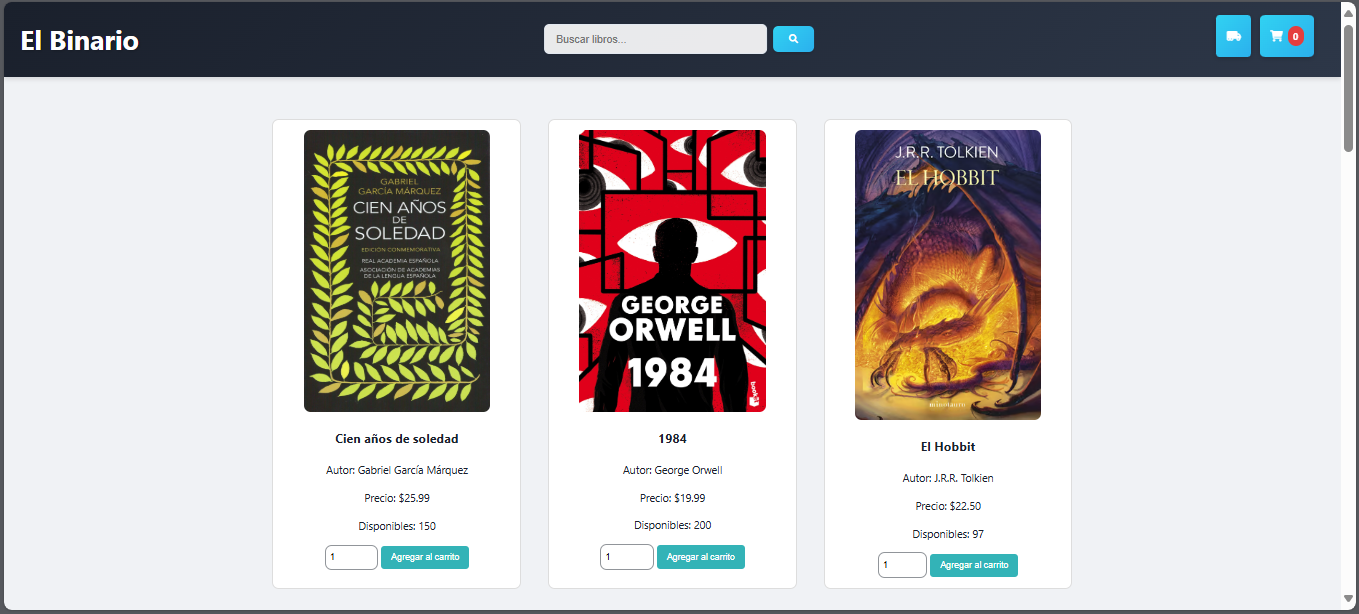 El Binario
Buscar libros...
0
GABRIEL
GARCÍA MÁRQUEZ
CIEN AÑOS
DE
SOLEDAD
EDICIÓN CONMEMORATIVA
REAL ACADEMIA ESPAÑOLA
ASOCIACIÓN DE ACADEMIAS
DE LA LENGUA ESPAÑOLA
Cien años de soledad
Autor: Gabriel García Márquez
Precio: $25.99
Disponibles: 150
1
Agregar al carrito
GEORGE
ORWELL
1984
booket
1984
Autor: George Orwell
Precio: $19.99
Disponibles: 200
1
Agregar al carrito
J.R.R. TOLKIEN
EL HOBBIT
minotauro
El Hobbit
Autor: J.R.R. Tolkien
Precio: $22.50
Disponibles: 97
1
Agregar al carrito